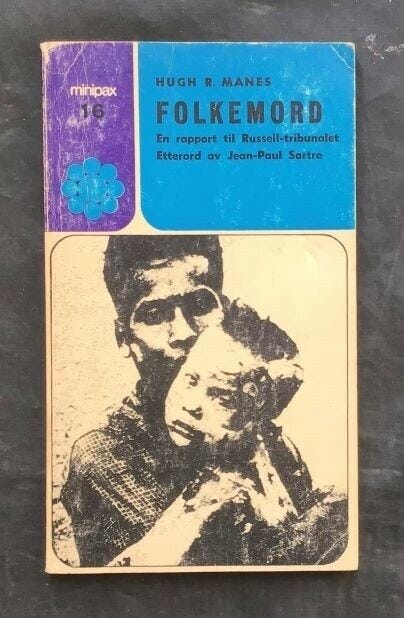 minipax
16
HUGH R. MANES
FOLKEMORD
En rapport til Russell-tribunalet
Etterord av Jean-Paul Sartre